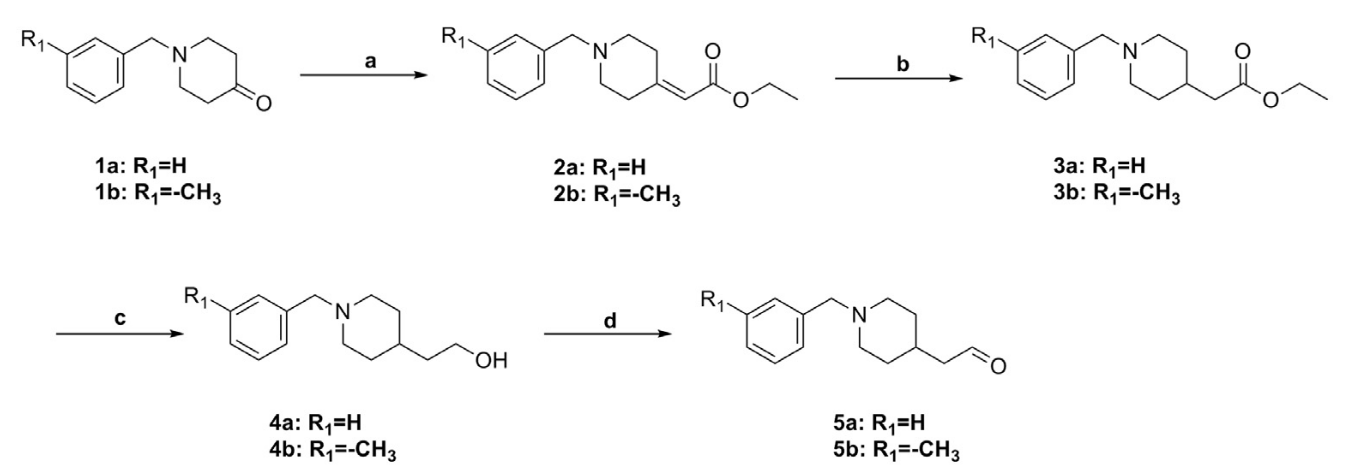 R1
N
O
a
R1
N
O
O
b
R1
N
O
O
1a: R1=H
1b: R1=-CH3
2a: R1=H
2b: R1=-CH3
3a: R1=H
3b: R1=-CH3
c
R1
N
OH
d
R1
N
O
4a: R1=H
4b: R1=-CH3
5a: R1=H
5b: R1=-CH3